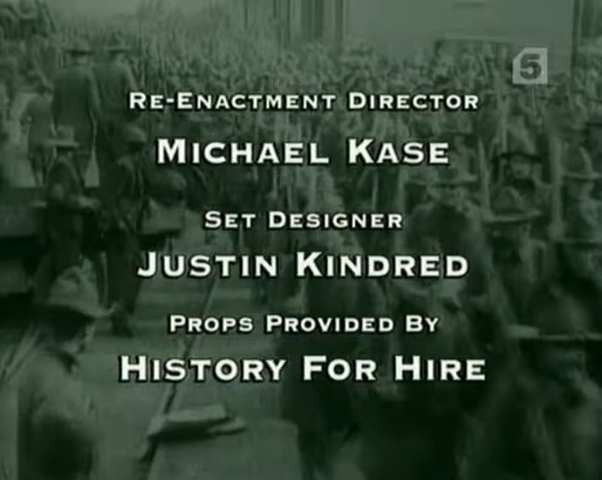 5
Re-Enactment Director
Michael Kase
Set Designer
Justin Kindred
Props Provided By
History For Hire